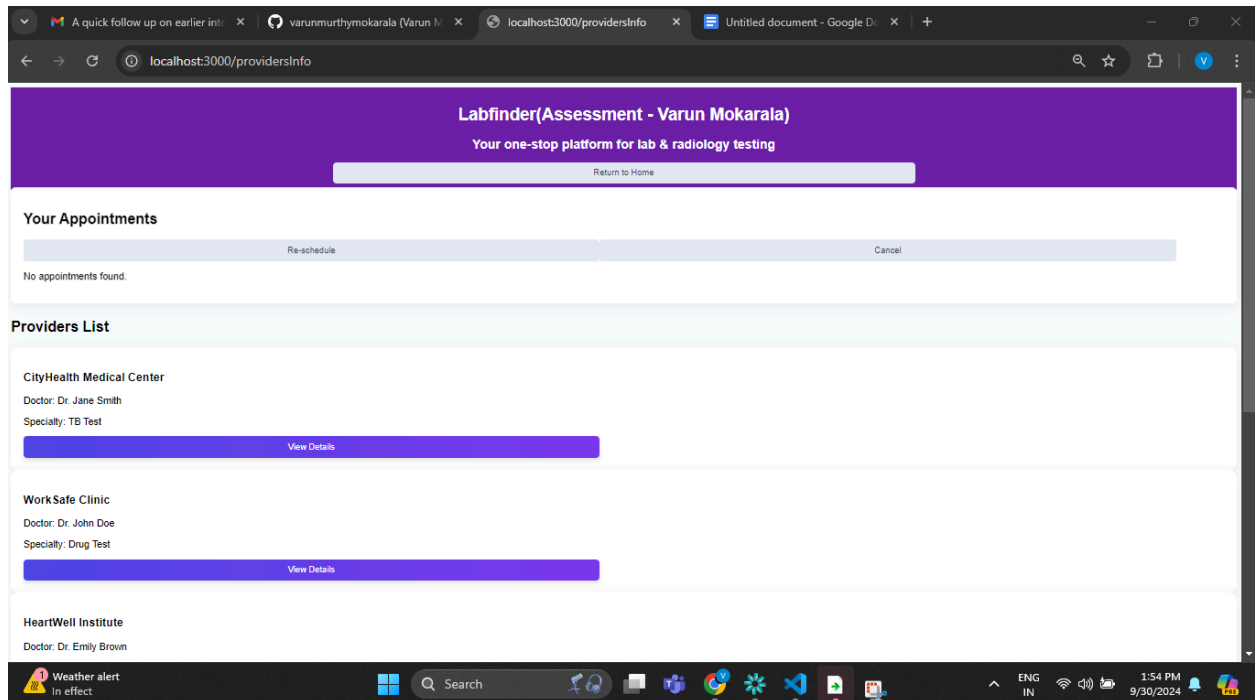 A quick follow up on earlier inte
varunmurthymokarala (Varun M
localhost:3000/providersInfo
Untitled document - Google Do
localhost:3000/providersInfo
V
Labfinder(Assessment - Varun Mokarala)
Your one-stop platform for lab & radiology testing
Return to Home
Your Appointments
Re-schedule
Cancel
No appointments found.
Providers List
CityHealth Medical Center
Doctor: Dr. Jane Smith
Specialty: TB Test
View Details
WorkSafe Clinic
Doctor: Dr. John Doe
Specialty: Drug Test
View Details
HeartWell Institute
Doctor: Dr. Emily Brown
1
Weather alert
In effect
Search
V
ENG
IN
1:54 PM
9/30/2024
PRE